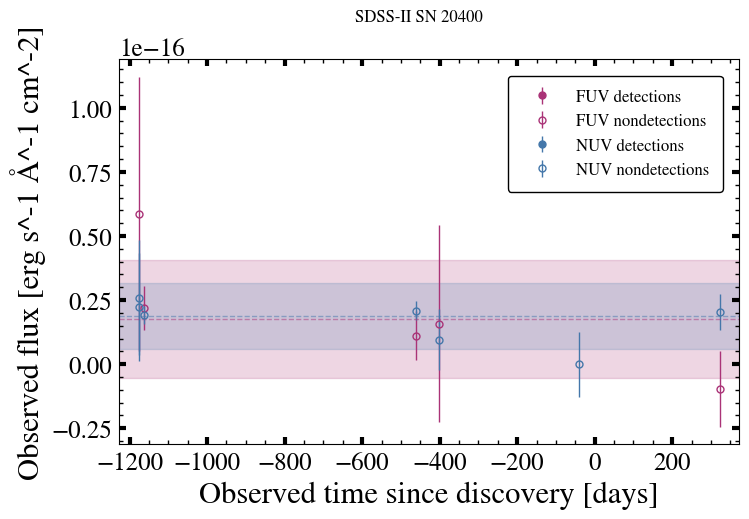 SDSS-II SN 20400
1e−16
FUV detections
FUV nondetections
NUV detections
NUV nondetections
1.00
0.75
0.50
0.25
0.00
−0.25
Observed flux [erg s^-1 Å^-1 cm^-2]
−1200 −1000 −800 −600 −400 −200 0 200
Observed time since discovery [days]